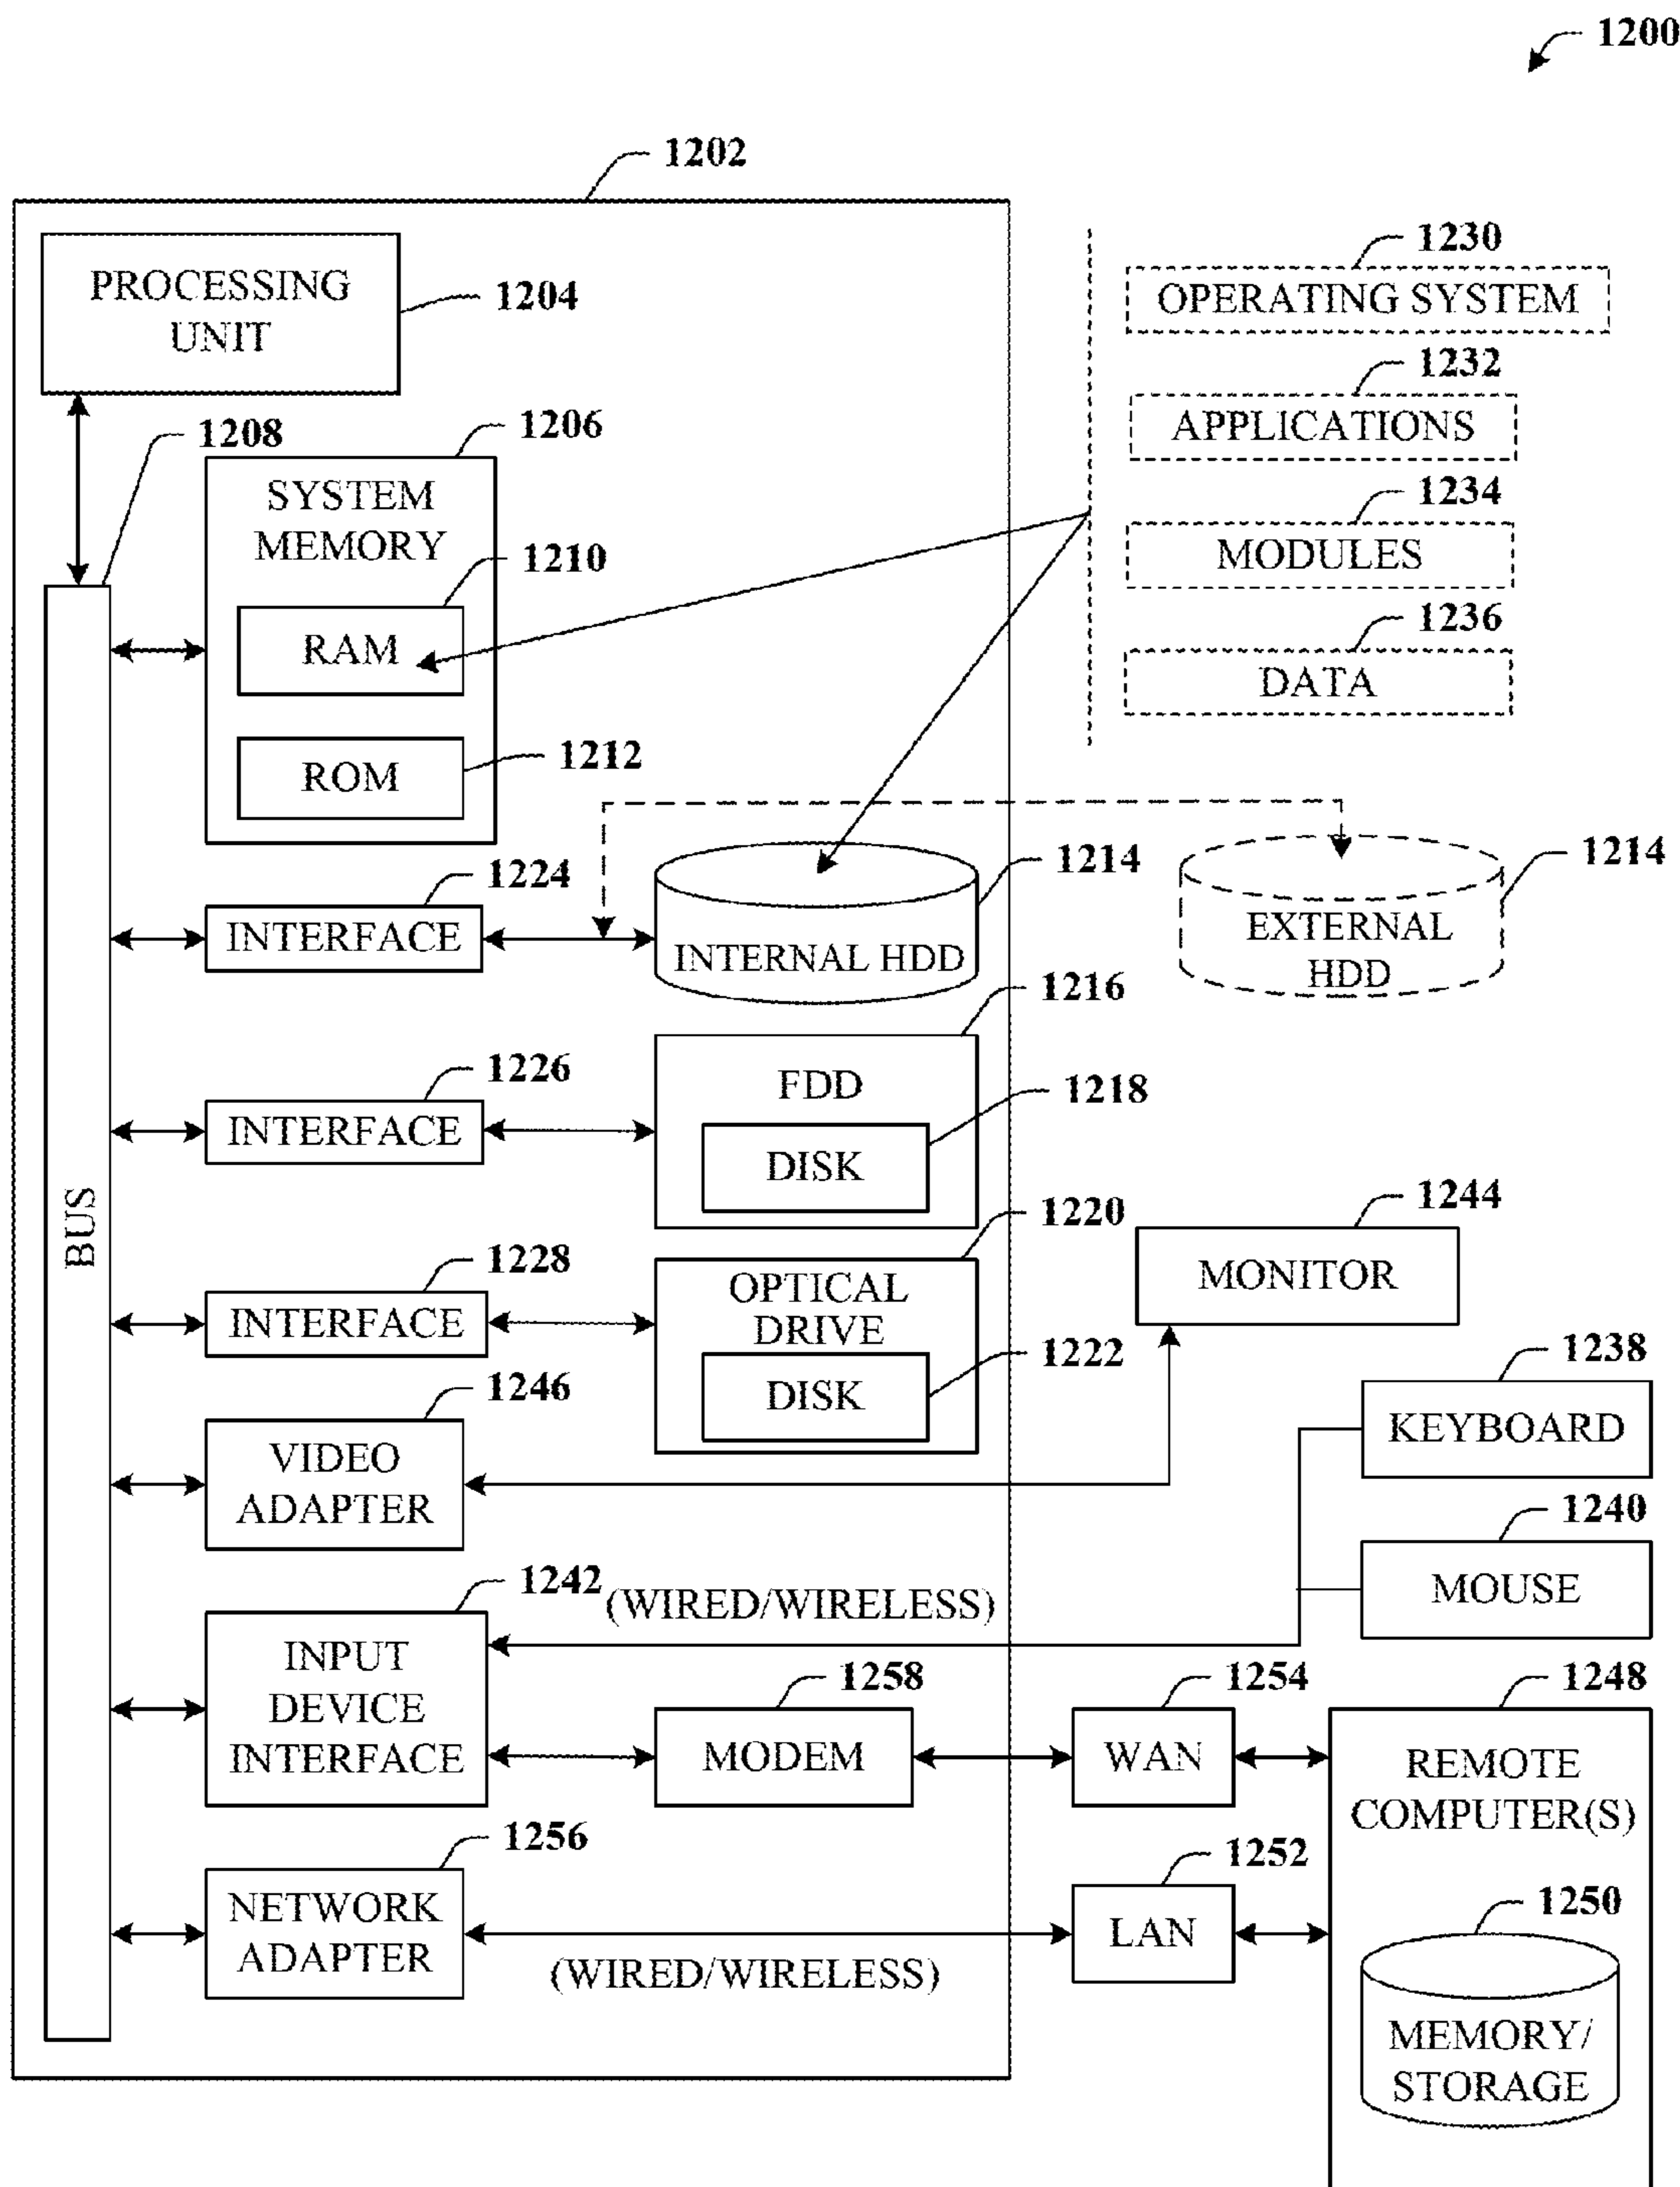 1200
1202
PROCESSING
UNIT
1204
1230
OPERATING SYSTEM
1232
APPLICATIONS
1234
MODULES
1236
DATA
1208
1206
SYSTEM
MEMORY
1210
RAM
1212
ROM
1224
INTERFACE
1214
INTERNAL HDD
1214
EXTERNAL
HDD
1216
FDD
1226
INTERFACE
1218
DISK
BUS
1220
OPTICAL
DRIVE
1228
INTERFACE
1222
DISK
1244
MONITOR
1246
VIDEO
ADAPTER
1238
KEYBOARD
1240
MOUSE
1242
(WIRED/WIRELESS)
INPUT
DEVICE
INTERFACE
1258
MODEM
1254
WAN
1248
REMOTE
COMPUTER(S)
1256
NETWORK
ADAPTER
(WIRED/WIRELESS)
1252
LAN
1250
MEMORY/
STORAGE